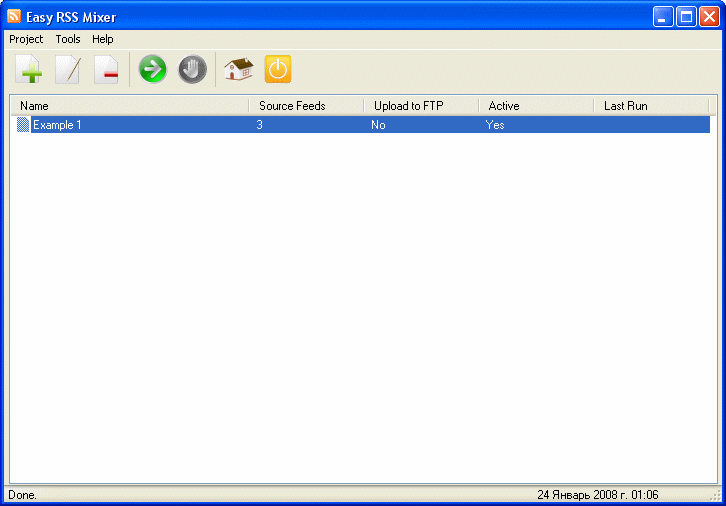 Easy RSS Mixer
Project Tools Help
Name Source Feeds Upload to FTP Active Last Run
Example 1 3 No Yes
Done. 24 Январь 2008 г. 01:06